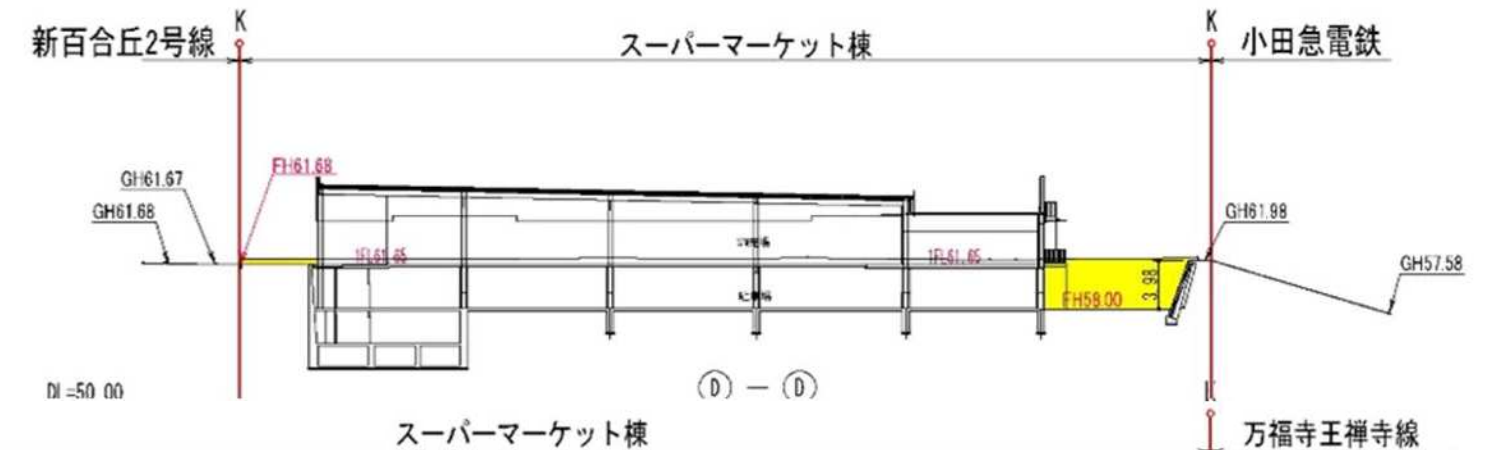 新百合丘2号線
K
スーパーマーケット棟
K
小田急電鉄
FH61.68
GH61.67
GH61.68
GH61.98
1FL61.65
1FL61.65
GH57.58
3.98
FH58.00
DL=50.00
D — D
スーパーマーケット棟
万福寺王禅寺線